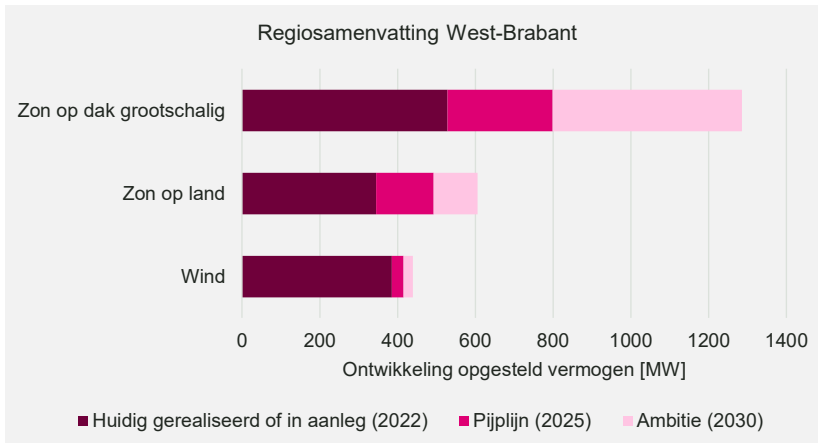 Regiosamenvatting West-Brabant
Zon op dak grootschalig
Zon op land
Wind
0 200 400 600 800 1000 1200 1400
Ontwikkeling opgesteld vermogen [MW]
Huidig gerealiseerd of in aanleg (2022) Pijplijn (2025) Ambitie (2030)